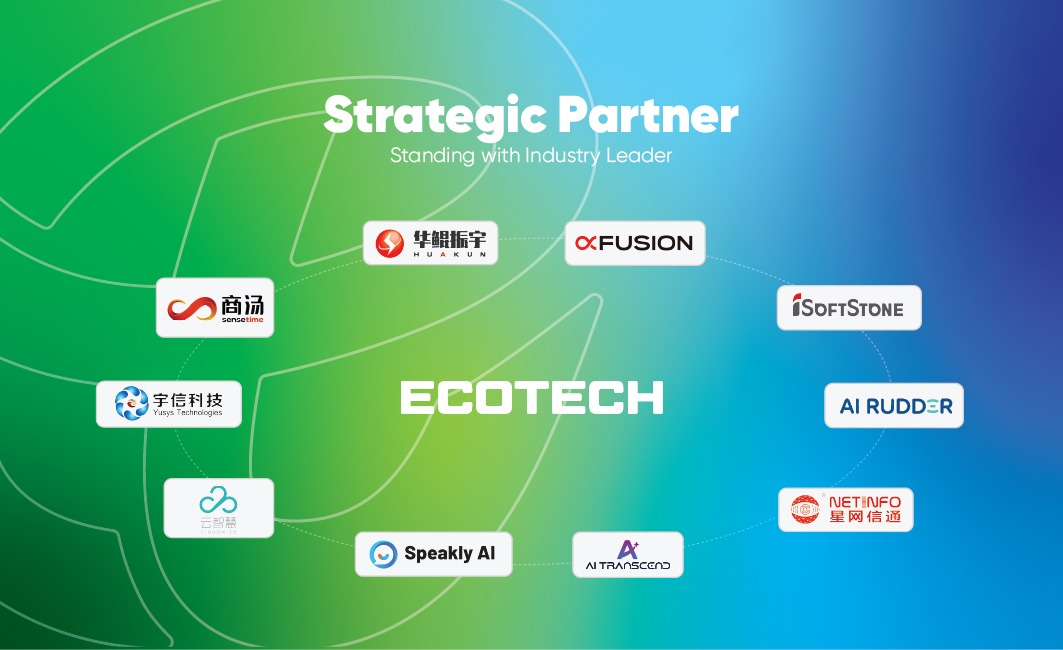 Strategic Partner
Standing with Industry Leader
华鲲振宇
HUAKUN
FUSION
商汤
sensetime
iSOFTSTONE
宇信科技
Yusys Technologies
ECOTECH
AI RUDDER
云智慧
CLOUDWISE
NETINFO
星网信通
Speakly AI
AI TRANSCEND